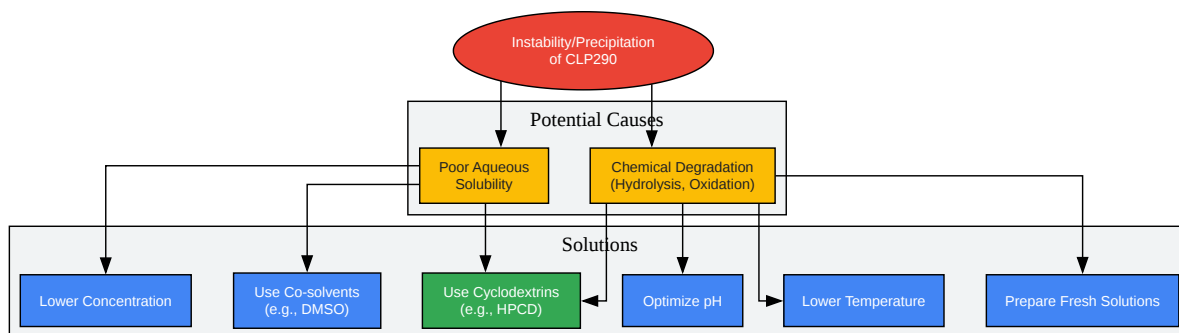 Instability/Precipitation
of CLP290
Potential Causes
Poor Aqueous
Solubility
Chemical Degradation
(Hydrolysis, Oxidation)
Solutions
Lower Concentration
Use Co-solvents
(e.g., DMSO)
Use Cyclodextrins
(e.g., HPCD)
Optimize pH
Lower Temperature
Prepare Fresh Solutions